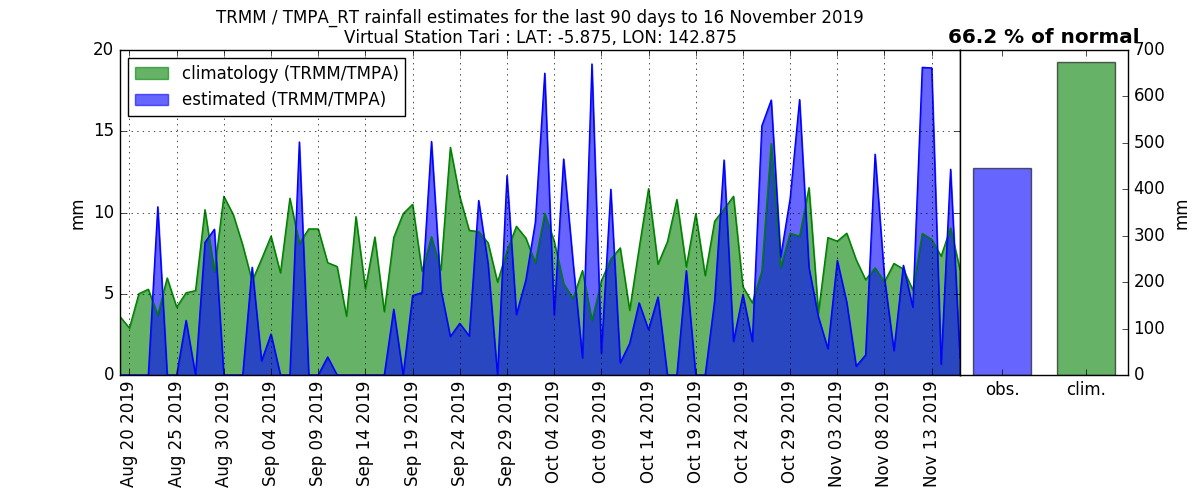 TRMM / TMPA_RT rainfall estimates for the last 90 days to 16 November 2019
Virtual Station Tari : LAT: -5.875, LON: 142.875
66.2 % of normal
climatology (TRMM/TMPA)
estimated (TRMM/TMPA)
20
15
10
5
0
mm
700
600
500
400
300
200
100
0
mm
Aug 20 2019
Aug 25 2019
Aug 30 2019
Sep 04 2019
Sep 09 2019
Sep 14 2019
Sep 19 2019
Sep 24 2019
Sep 29 2019
Oct 04 2019
Oct 09 2019
Oct 14 2019
Oct 19 2019
Oct 24 2019
Oct 29 2019
Nov 03 2019
Nov 08 2019
Nov 13 2019
obs.
clim.